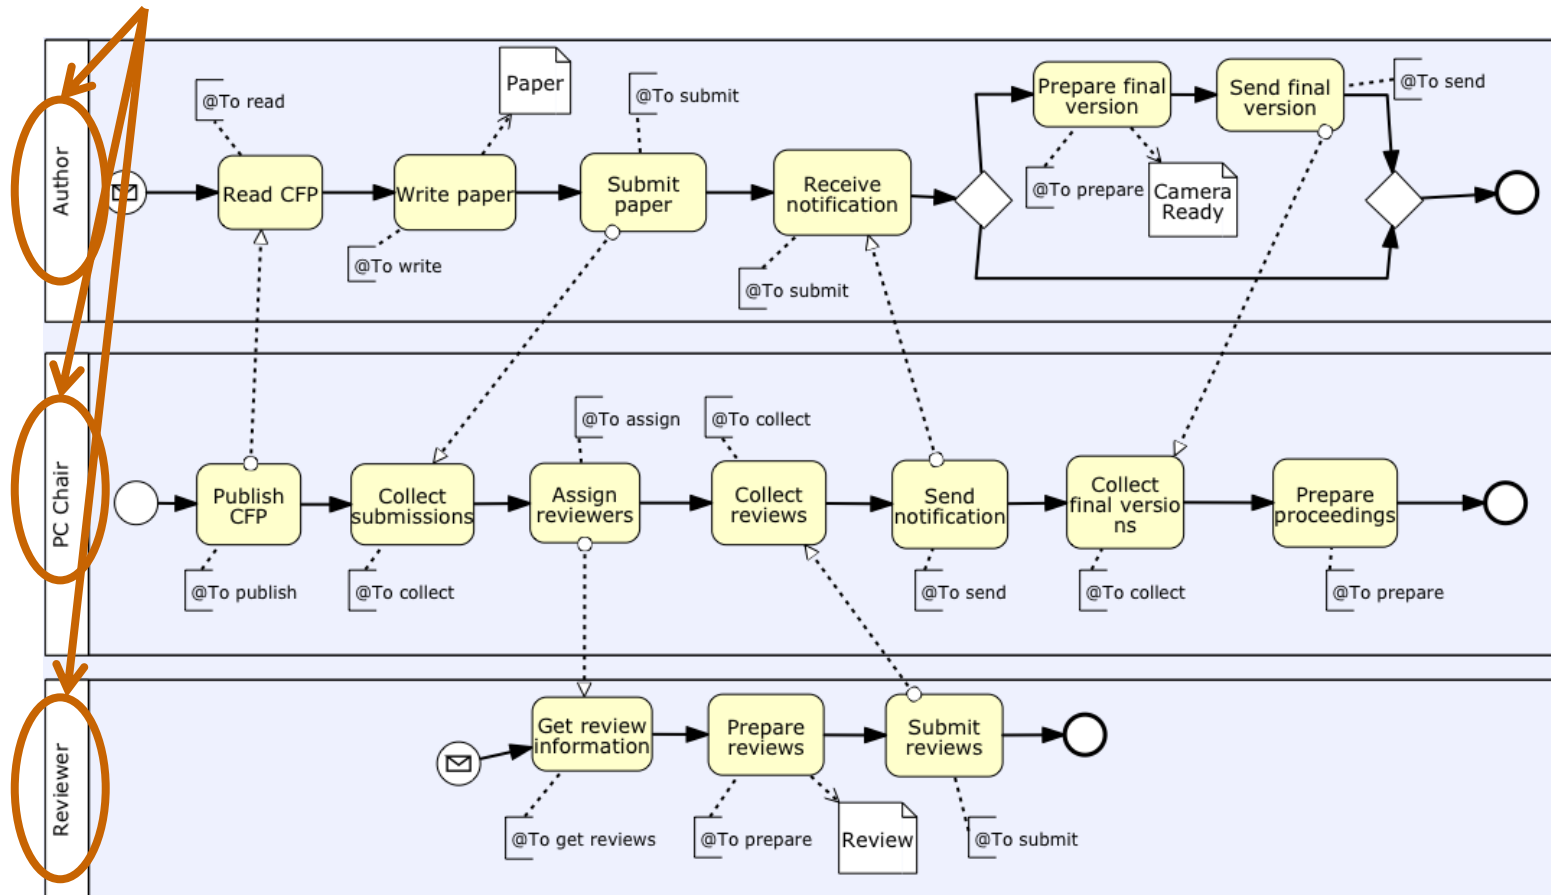 Author
@To read
Paper
@To submit
Prepare final
version
Send final
version
@To send
Read CFP
Write paper
Submit
paper
Receive
notification
@To prepare
Camera
Ready
@To write
@To submit
PC Chair
@To assign
@To collect
Publish
CFP
Collect
submissions
Assign
reviewers
Collect
reviews
Send
notification
Collect
final versio
ns
Prepare
proceedings
@To publish
@To collect
@To send
@To collect
@To prepare
Reviewer
Get review
information
Prepare
reviews
Submit
reviews
@To get reviews
@To prepare
Review
@To submit